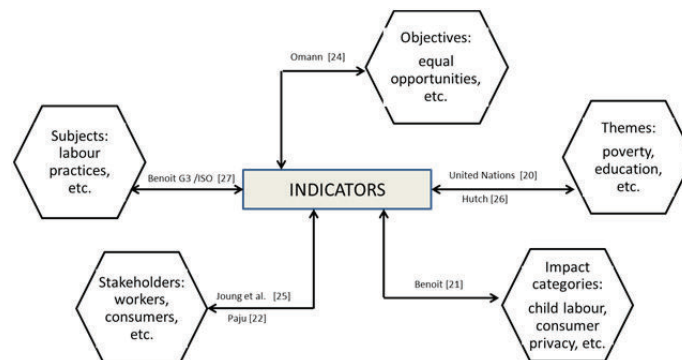 Objectives:
equal
opportunities,
etc.
Omann [24]
Subjects:
labour
practices,
etc.
Benoit G3 /ISO [27]
INDICATORS
United Nations [20]
Hutch [26]
Themes:
poverty,
education,
etc.
Stakeholders:
workers,
consumers,
etc.
Joung et al. [25]
Paju [22]
Benoit [21]
Impact
categories:
child labour,
consumer
privacy, etc.